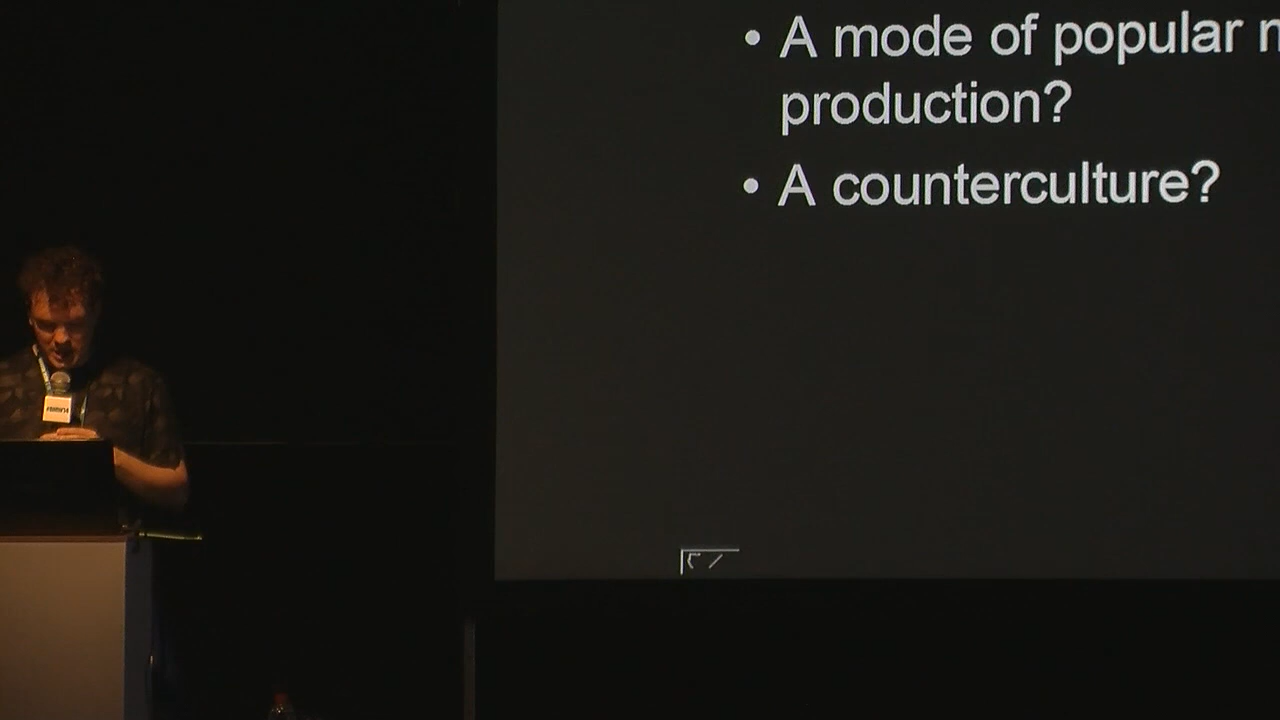 • A mode of popular
production?
• A counterculture?